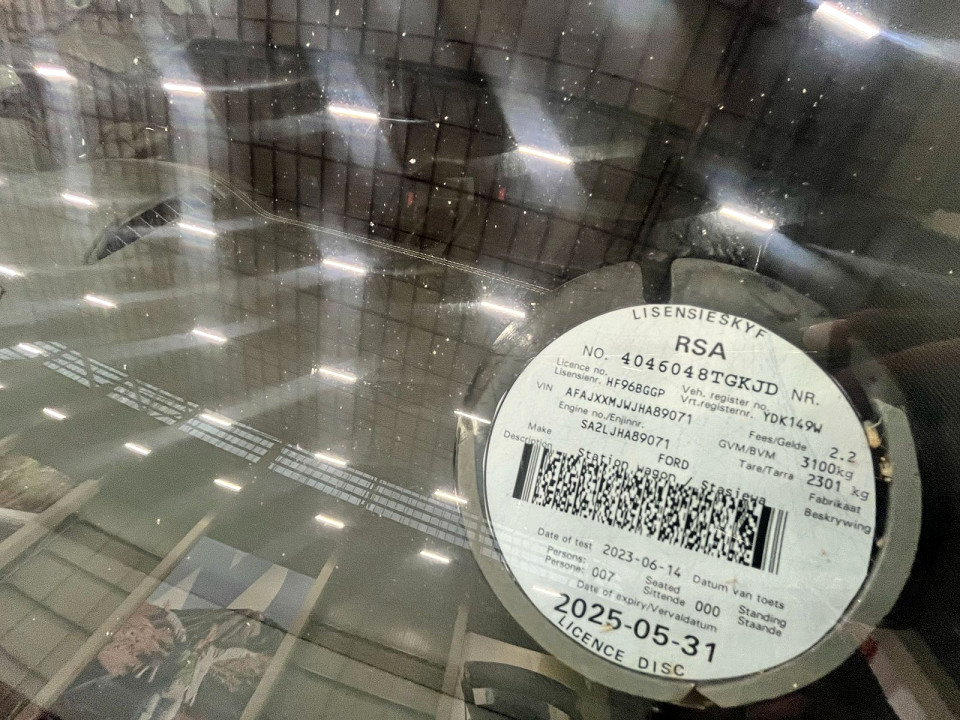 LISENSIESKYF
RSA
NO. 4046048TGKJD NR.
Licence no. Veh. register no.
Lisensienr. HF96BGGP Vrt.registernr. YDK149W
VIN AFAJXXMJWJHA89071
Fees/Gelde 2.2
Engine no./Enjinnr. GVM/BVM 3100kg
SA2LJHA89071 Tare/Tarra 2301 kg
Make FORD Fabrikaat
Description Station wagon / Stasiewa Beskrywing
Date of test 2023-06-14 Datum van toets
Persons: Seated Standing
Persone: 007 Sittende 000 Staande
Date of expiry/Vervaldatum
2025-05-31
LICENCE DISC